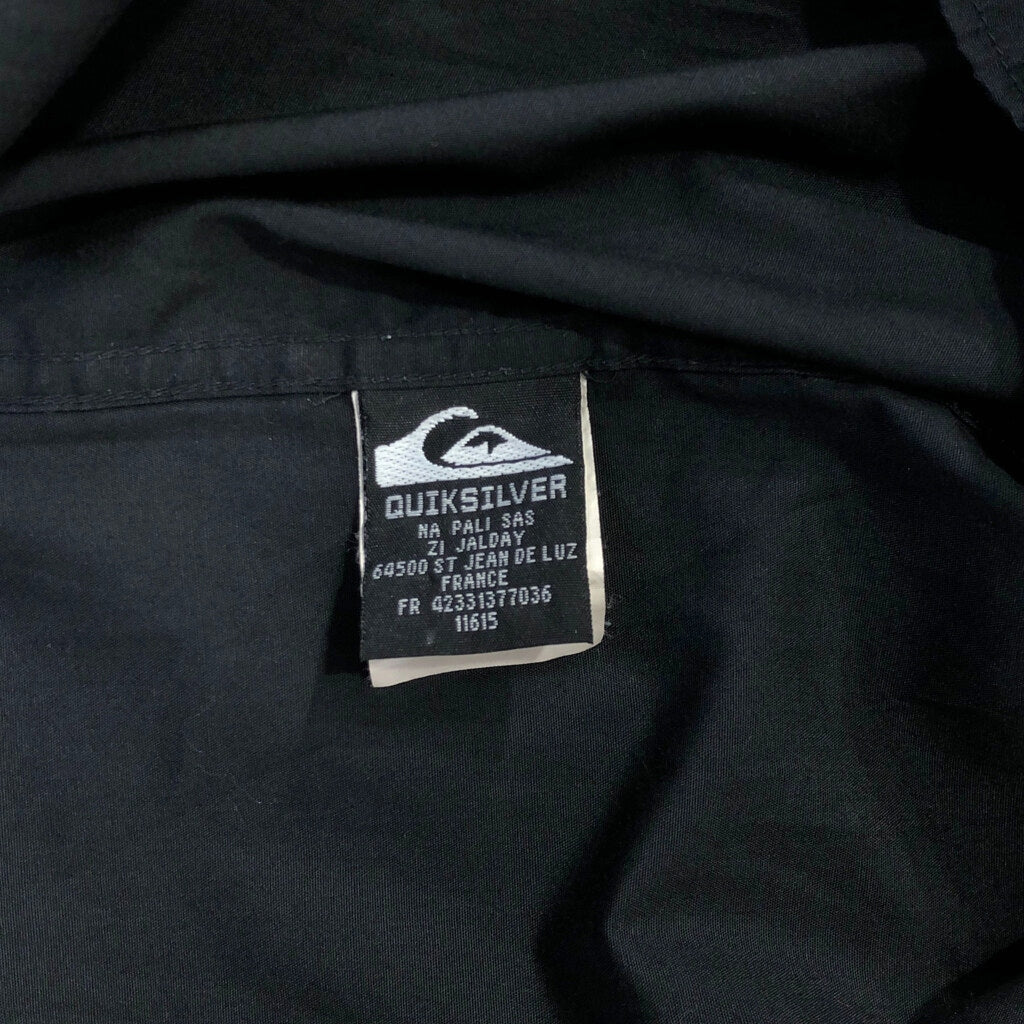 QUIKSILVER
NA PALI SAS
ZI JALDAY
64500 ST JEAN DE LUZ
FRANCE
FR 42331377036
11615